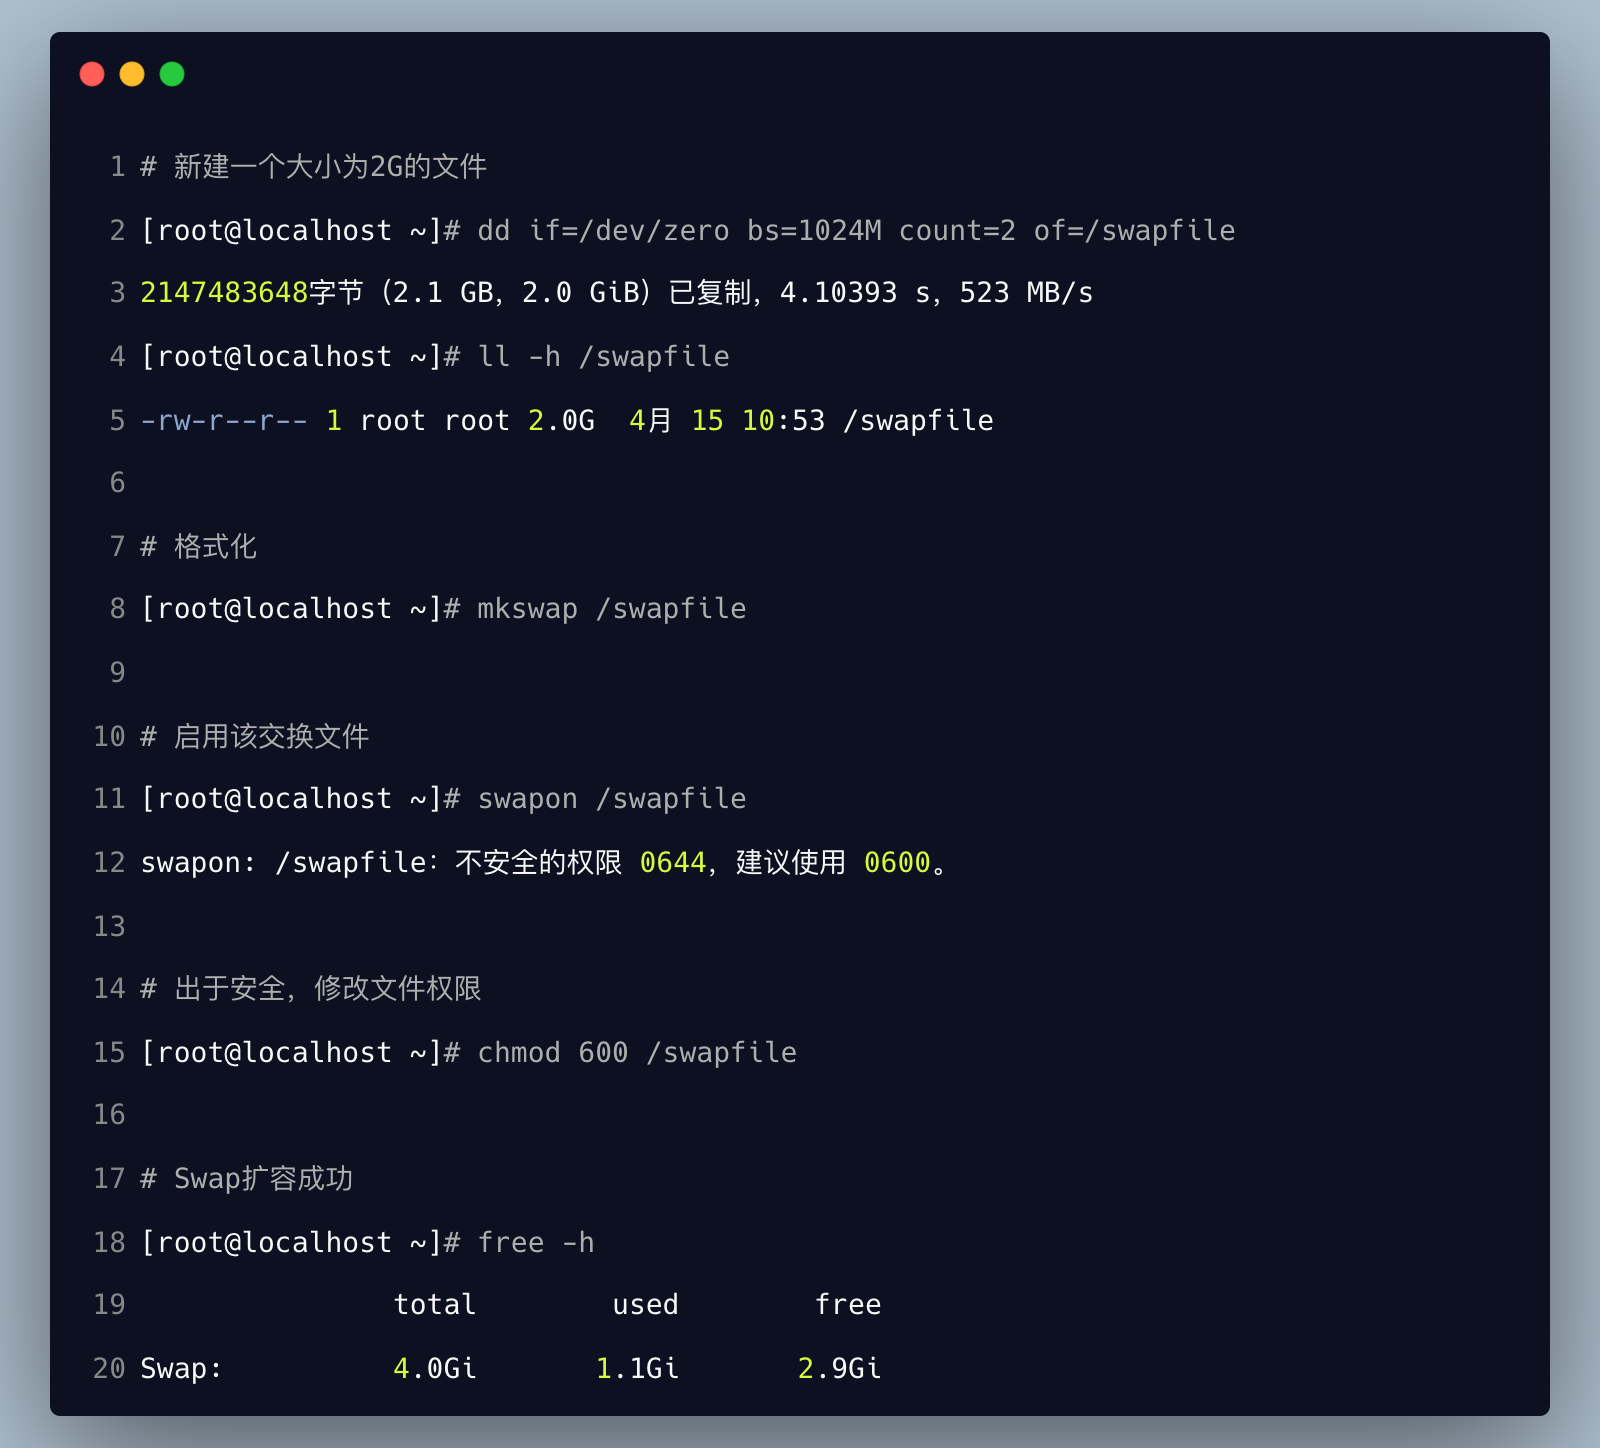 1 # 新建一个大小为2G的文件
2 [root@localhost ~]# dd if=/dev/zero bs=1024M count=2 of=/swapfile
3 2147483648字节（2.1 GB，2.0 GiB）已复制，4.10393 s，523 MB/s
4 [root@localhost ~]# ll -h /swapfile
5 -rw-r--r-- 1 root root 2.0G  4月 15 10:53 /swapfile
6
7 # 格式化
8 [root@localhost ~]# mkswap /swapfile
9
10 # 启用该交换文件
11 [root@localhost ~]# swapon /swapfile
12 swapon: /swapfile：不安全的权限 0644，建议使用 0600。
13
14 # 出于安全，修改文件权限
15 [root@localhost ~]# chmod 600 /swapfile
16
17 # Swap扩容成功
18 [root@localhost ~]# free -h
19                total        used        free
20 Swap:          4.0Gi       1.1Gi       2.9Gi